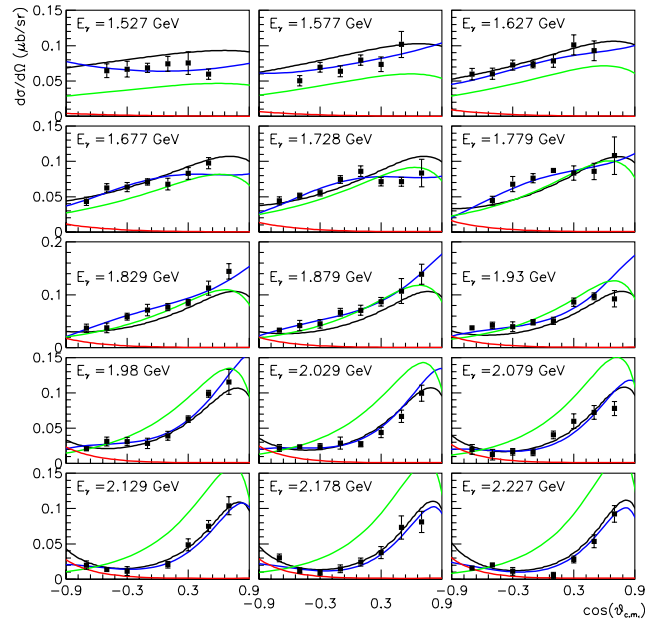 dσ/dΩ (μb/sr)
0.15
E_γ =1.527 GeV
E_γ =1.577 GeV
E_γ =1.627 GeV
0.1
0.05
0
0.15
E_γ =1.677 GeV
E_γ =1.728 GeV
E_γ =1.779 GeV
0.1
0.05
0
0.2
E_γ =1.829 GeV
E_γ =1.879 GeV
E_γ =1.93 GeV
0.1
0
0.15
E_γ =1.98 GeV
E_γ =2.029 GeV
E_γ =2.079 GeV
0.1
0.05
0
0.15
E_γ =2.129 GeV
E_γ =2.178 GeV
E_γ =2.227 GeV
0.1
0.05
0
-0.9 -0.3 0.3 -0.9 -0.3 0.3 -0.9 -0.3 0.3 0.9
cos(ϑ_c.m.)